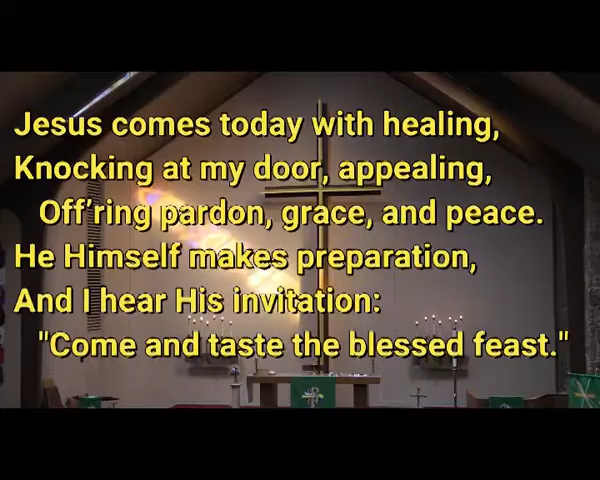 Jesus comes today with healing,
Knocking at my door, appealing,
Off’ring pardon, grace, and peace.
He Himself makes preparation,
And I hear His invitation:
"Come and taste the blessed feast."